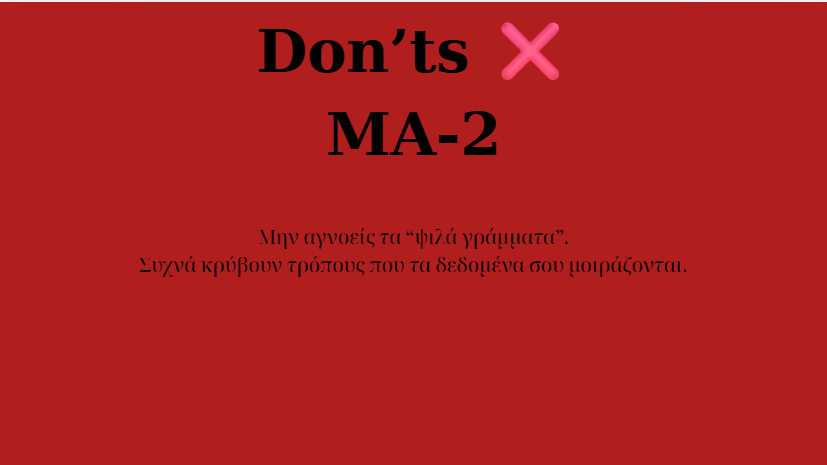 Don’ts ❌
MA-2
Μην αγνοείς τα “ψιλά γράμματα”.
Συχνά κρύβουν τρόπους που τα δεδομένα σου μοιράζονται.